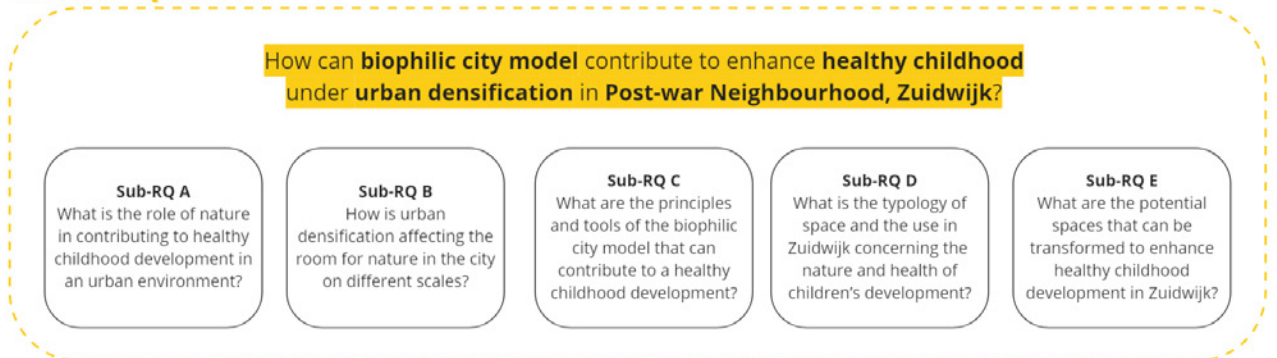 How can biophilic city model contribute to enhance healthy childhood
under urban densification in Post-war Neighbourhood, Zuidwijk?
Sub-RQ A
What is the role of nature
in contributing to healthy
childhood development in
an urban environment?
Sub-RQ B
How is urban
densification affecting the
room for nature in the city
on different scales?
Sub-RQ C
What are the principles
and tools of the biophilic
city model that can
contribute to a healthy
childhood development?
Sub-RQ D
What is the typology of
space and the use in
Zuidwijk concerning the
nature and health of
children’s development?
Sub-RQ E
What are the potential
spaces that can be
transformed to enhance
healthy childhood
development in Zuidwijk?